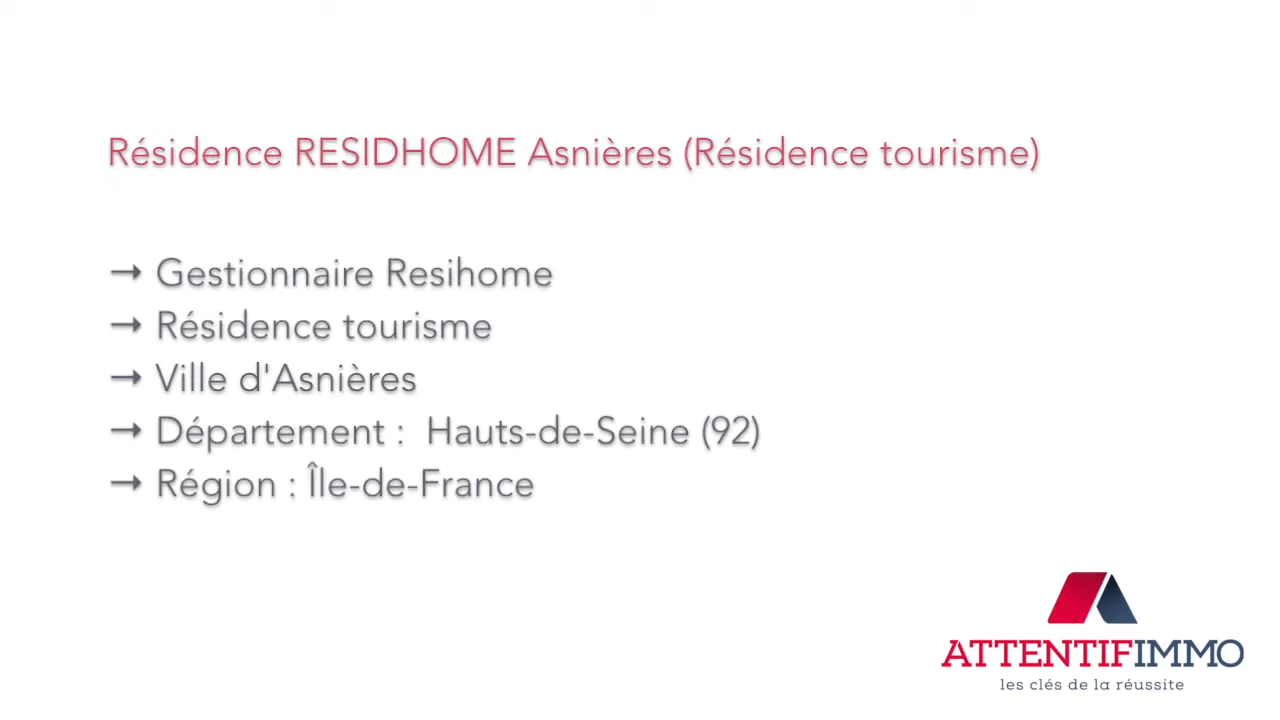 Résidence RESIDHOME Asnières (Résidence tourisme)
→ Gestionnaire Resihome
→ Résidence tourisme
→ Ville d'Asnières
→ Département :  Hauts-de-Seine (92)
→ Région : Île-de-France
ATTENTIFIMMO
les clés de la réussite